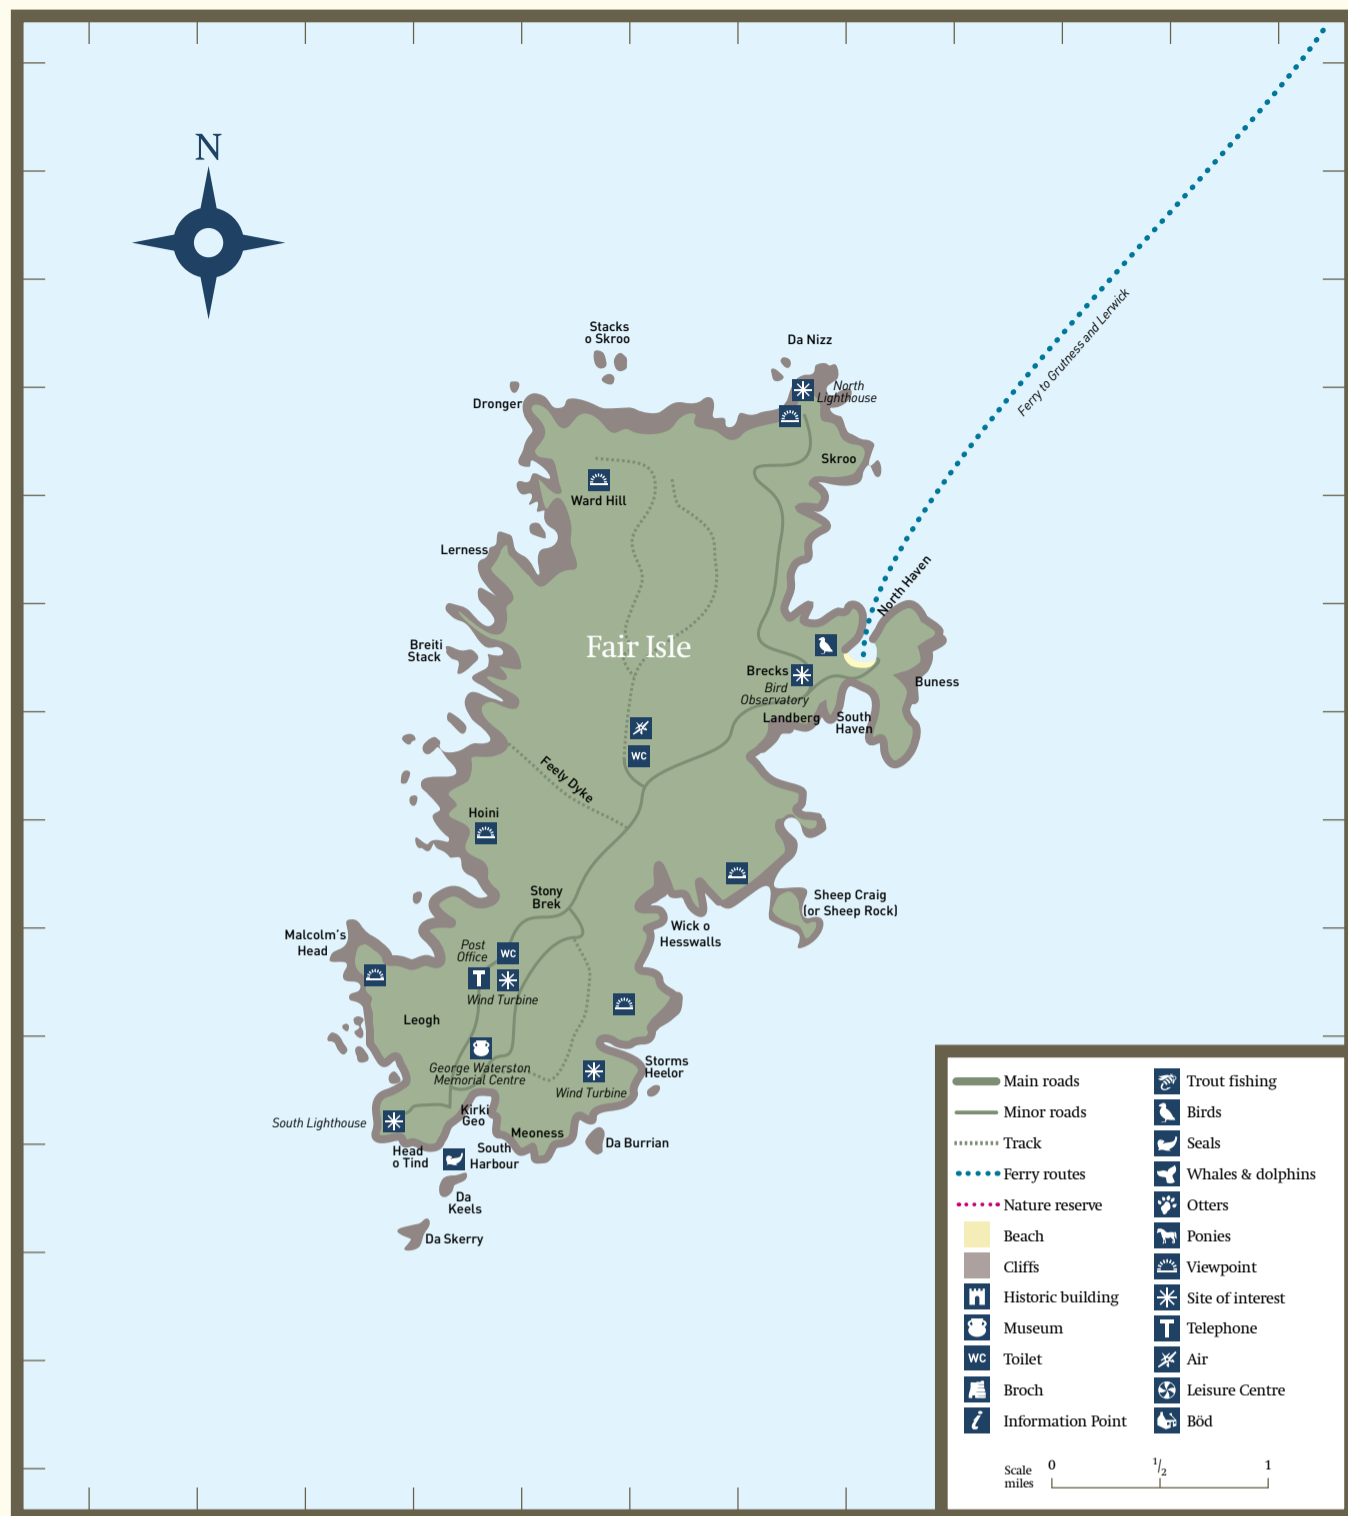 N
Stacks
o Skroo
Da Nizz
North
Lighthouse
Dronger
Skroo
Ward Hill
Ferry to Grutness and Lerwick
Lerness
North Haven
Breiti
Stack
Fair Isle
Brecks
Bird
Observatory
Buness
Landberg
South
Haven
WC
Feely Dyke
Hoini
Stony
Brek
Sheep Craig
(or Sheep Rock)
Wick o
Hesswalls
Malcolm's
Head
Post
Office
WC
T
Wind Turbine
Leogh
George Waterston
Memorial Centre
Storms
Heelor
Wind Turbine
South Lighthouse
Kirki
Geo
Meoness
Da Burrian
Head
o Tind
South
Harbour
Da
Keels
Da Skerry
Main roads
Minor roads
Track
Ferry routes
Nature reserve
Beach
Cliffs
Historic building
Museum
WC Toilet
Broch
i Information Point
Trout fishing
Birds
Seals
Whales & dolphins
Otters
Ponies
Viewpoint
Site of interest
T Telephone
Air
Leisure Centre
Böd
Scale
miles
0 1/2 1